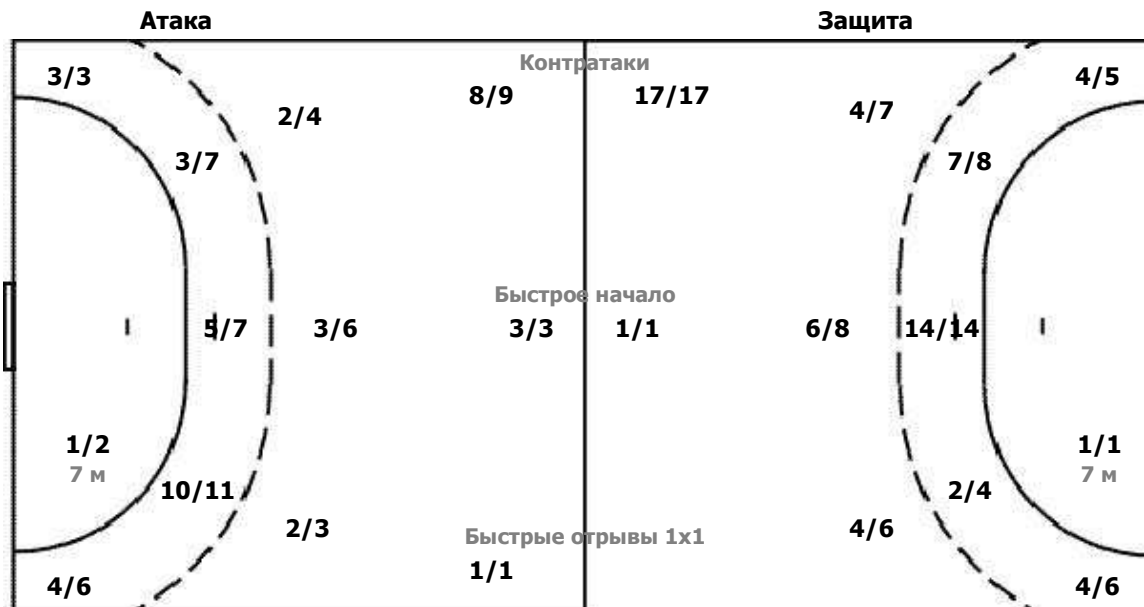 Атака Защита
Контратаки
3/3 4/5
8/9 17/17
2/4 4/7
3/7 7/8
Быстрое начало
5/7 3/6 3/3 1/1 6/8 14/14
1/2 1/1
7 м 7 м
10/11 2/4
2/3 4/6
Быстрые отрывы 1х1
1/1
4/6 4/6